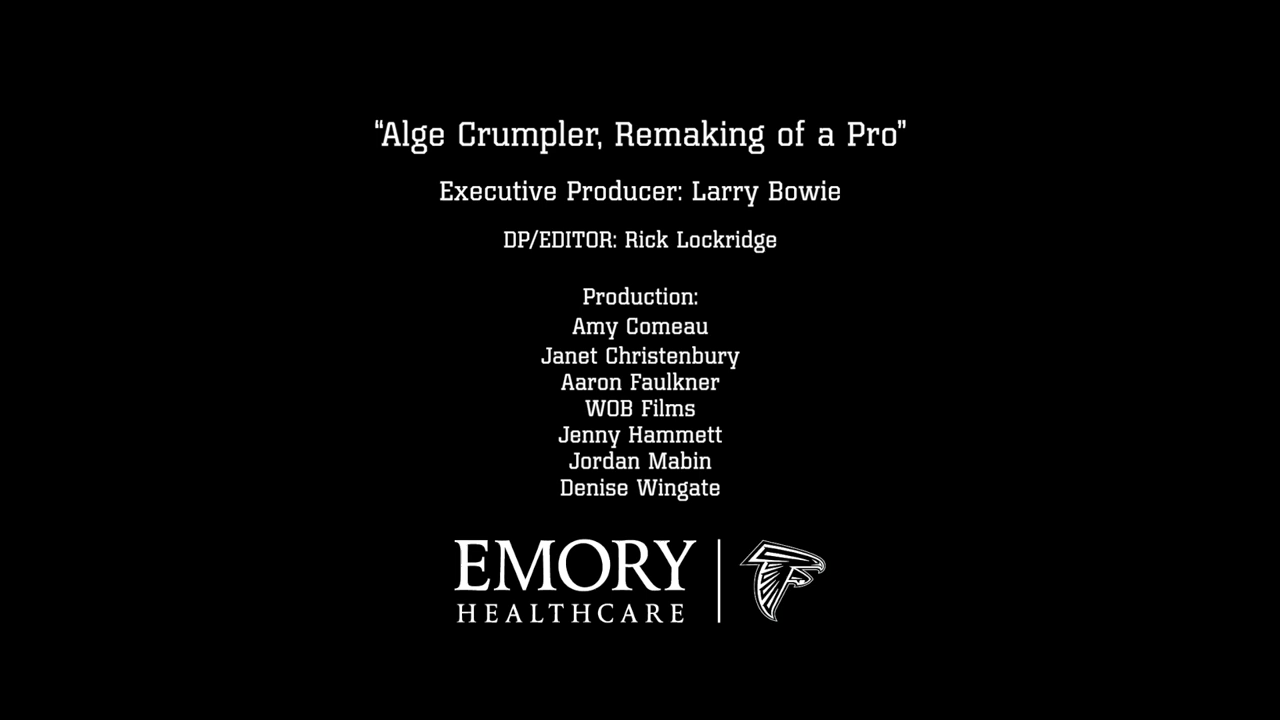 “Alge Crumpler, Remaking of a Pro”
Executive Producer: Larry Bowie
DP/EDITOR: Rick Lockridge
Production:
Amy Comeau
Janet Christenbury
Aaron Faulkner
WOB Films
Jenny Hammett
Jordan Mabin
Denise Wingate
EMORY
HEALTHCARE